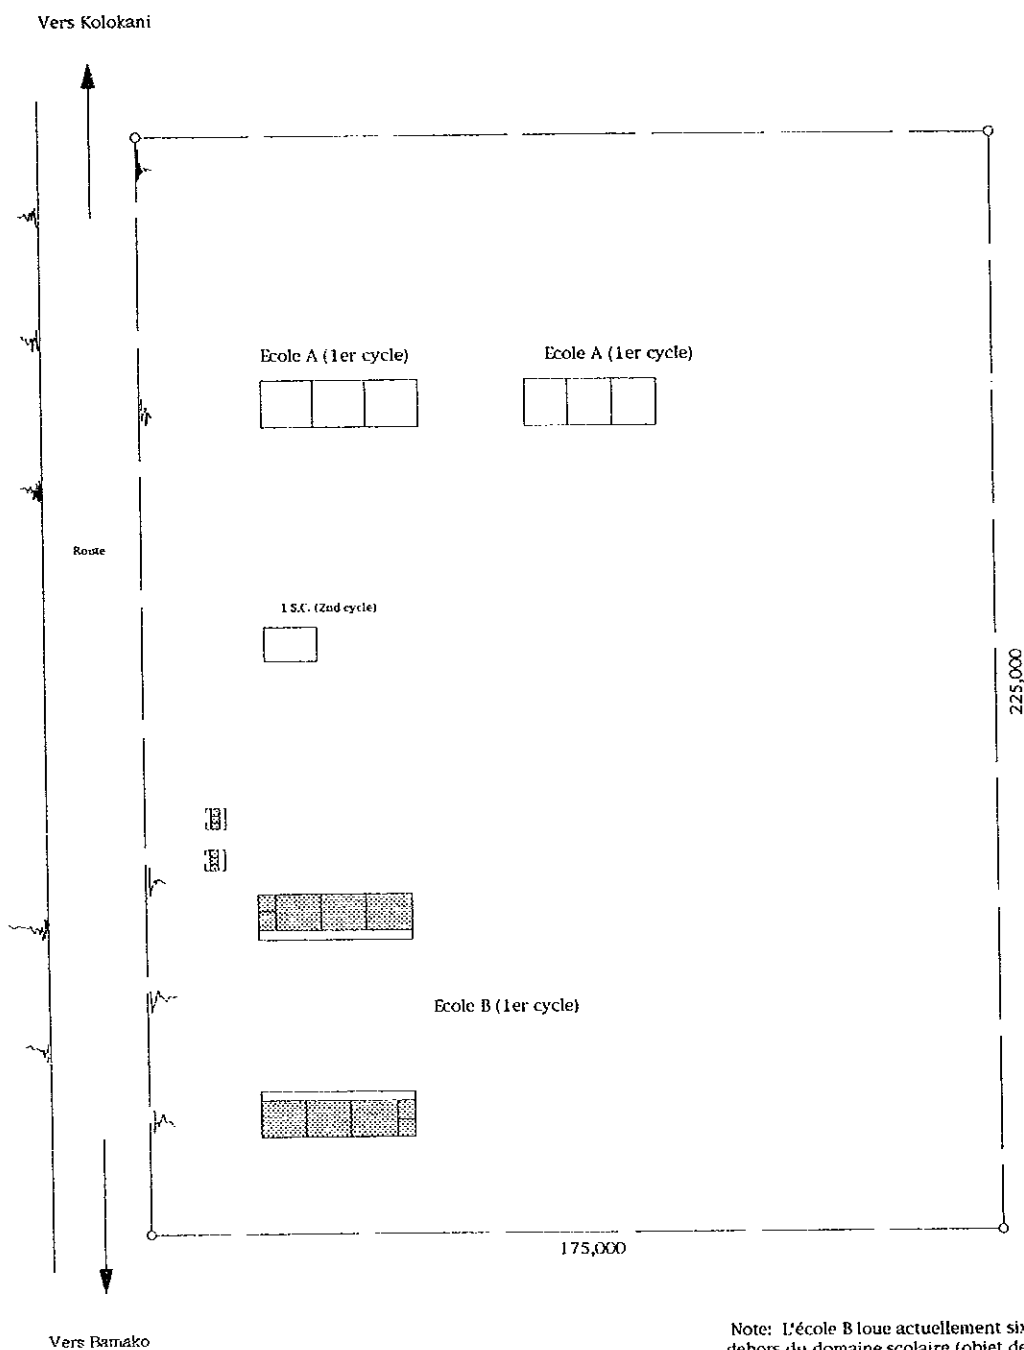 Vers Kolokani
Ecole A (1er cycle)
Ecole A (1er cycle)
Route
1 S.C. (2nd cycle)
225,000
Ecole B (1er cycle)
175,000
Note: L'école B loue actuellement six
dehors du domaine scolaire (objet de
Vers Bamako